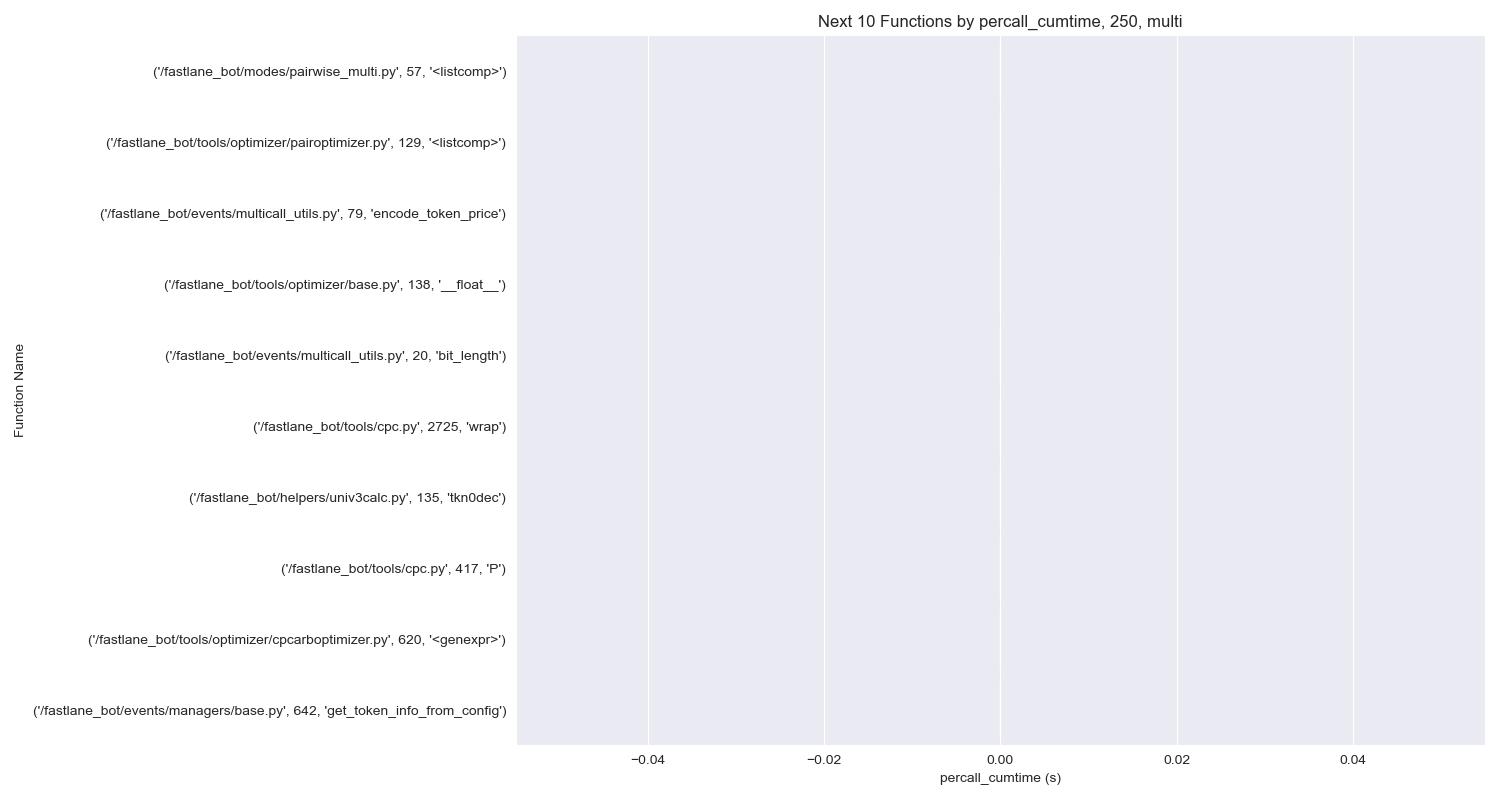 Next 10 Functions by percall_cumtime, 250, multi
('/fastlane_bot/modes/pairwise_multi.py', 57, '<listcomp>')
('/fastlane_bot/tools/optimizer/pairoptimizer.py', 129, '<listcomp>')
('/fastlane_bot/events/multicall_utils.py', 79, 'encode_token_price')
('/fastlane_bot/tools/optimizer/base.py', 138, '__float__')
('/fastlane_bot/events/multicall_utils.py', 20, 'bit_length')
('/fastlane_bot/tools/cpc.py', 2725, 'wrap')
('/fastlane_bot/helpers/univ3calc.py', 135, 'tkn0dec')
('/fastlane_bot/tools/cpc.py', 417, 'P')
('/fastlane_bot/tools/optimizer/cpcarboptimizer.py', 620, '<genexpr>')
('/fastlane_bot/events/managers/base.py', 642, 'get_token_info_from_config')
Function Name
−0.04 −0.02 0.00 0.02 0.04
percall_cumtime (s)